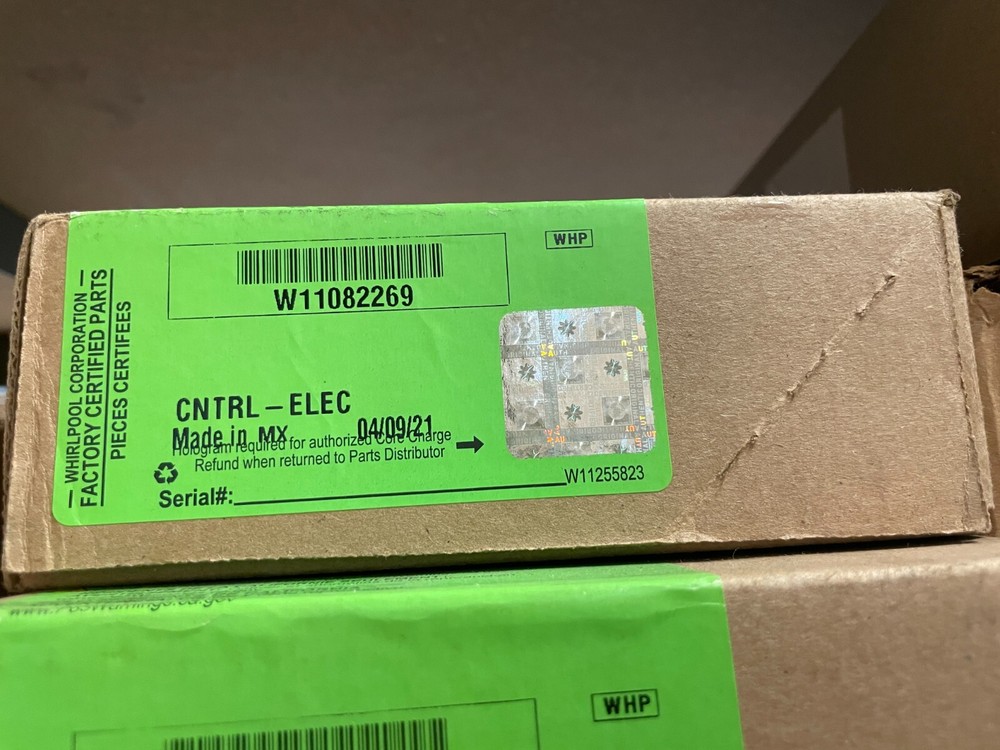 WHIRLPOOL CORPORATION
FACTORY CERTIFIED PARTS
PIECES CERTIFEES
WHP
W11082269
CNTRL-ELEC
Made in MX 04/09/21
Hologram required for authorized Core Charge
Refund when returned to Parts Distributor
W11255823
Serial#:
WHP